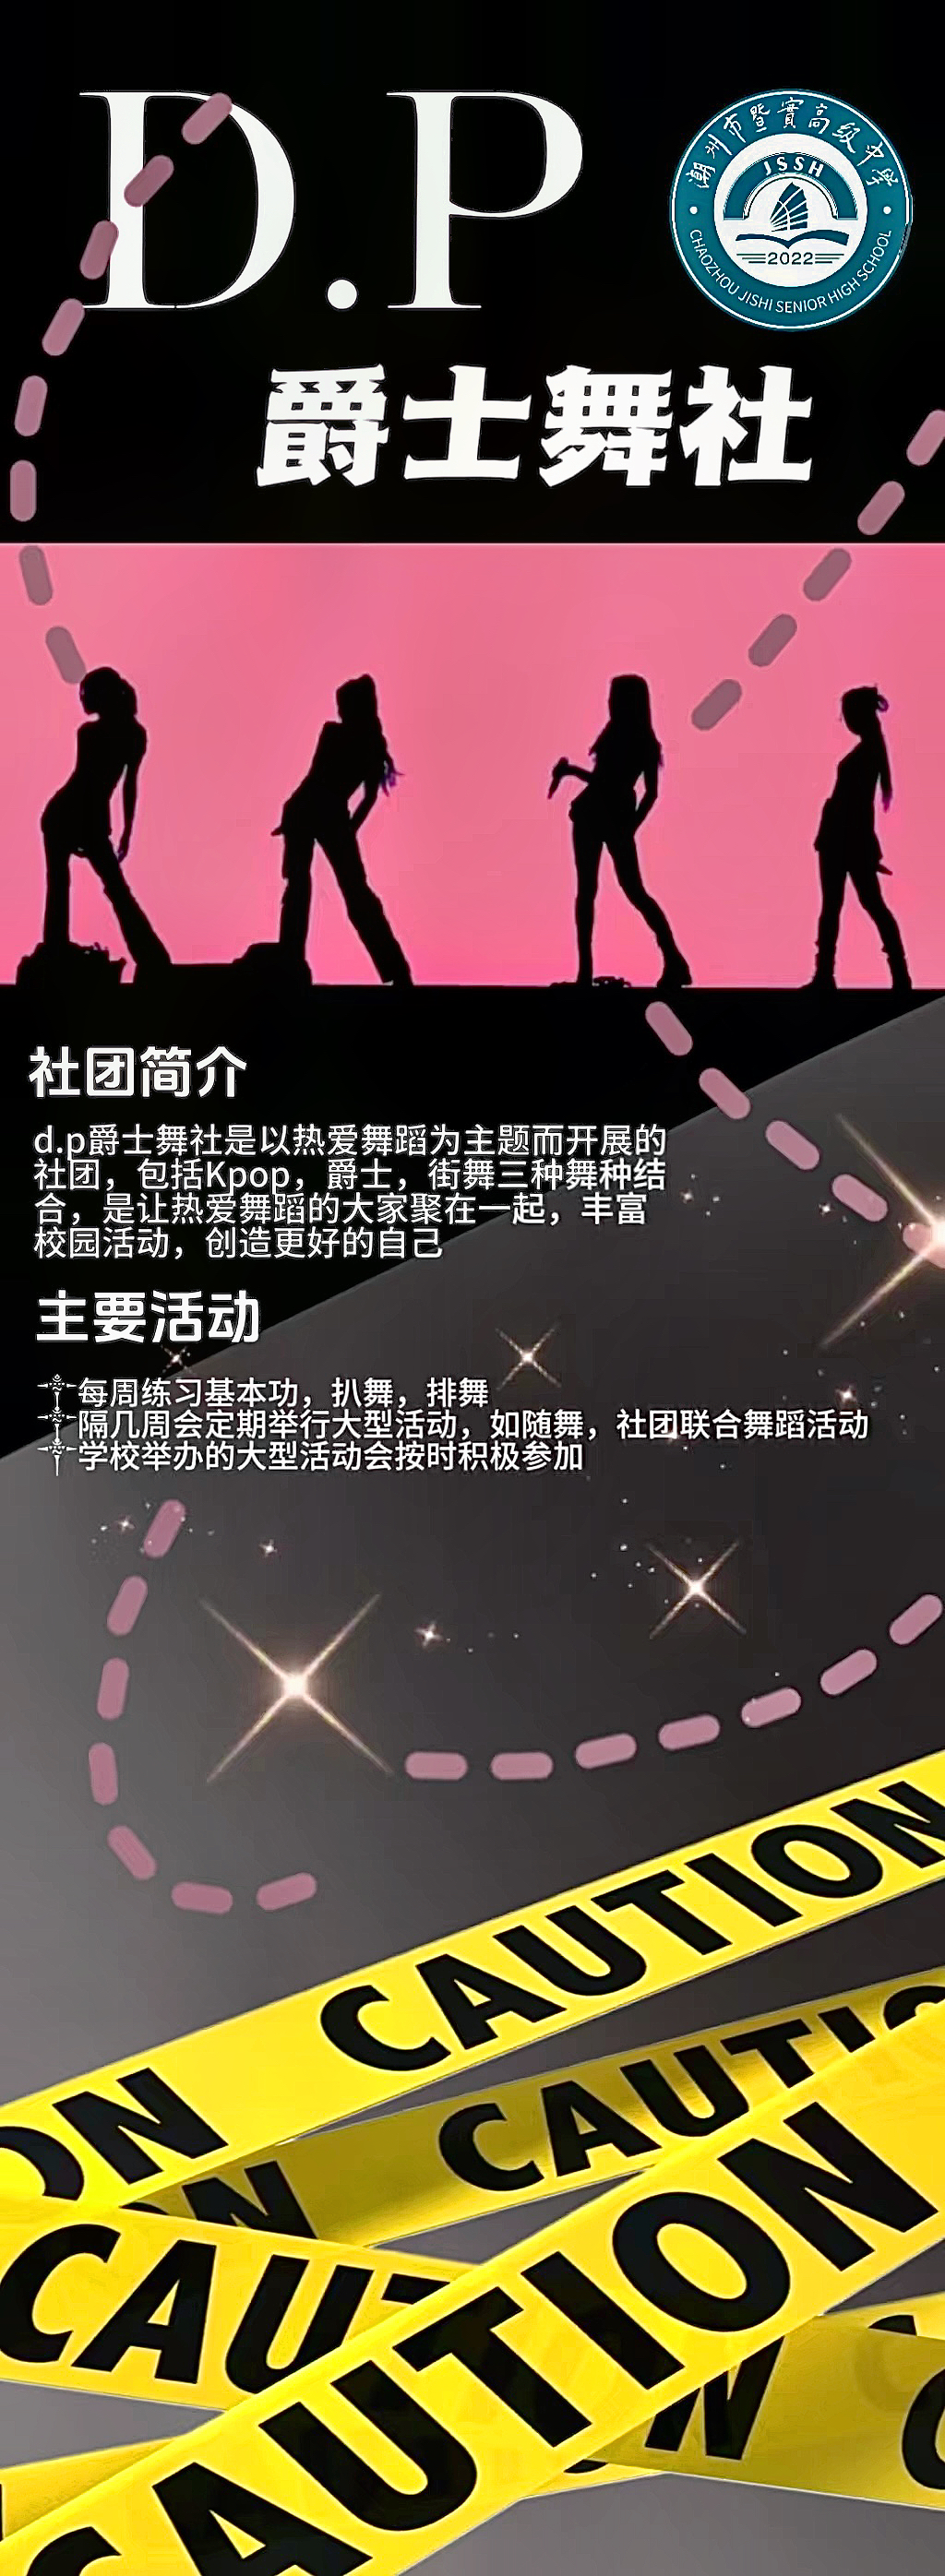 D.P
潮州市暨實高级中學
JSSH
2022
CHAOZHOU JISHI SENIOR HIGH SCHOOL
爵士舞社
社团简介
d.p爵士舞社是以热爱舞蹈为主题而开展的
社团，包括Kpop，爵士，街舞三种舞种结
合，是让热爱舞蹈的大家聚在一起，丰富
校园活动，创造更好的自己
主要活动
每周练习基本功，扒舞，排舞
隔几周会定期举行大型活动，如随舞，社团联合舞蹈活动
学校举办的大型活动会按时积极参加
CAUTION
ON
CAUTIO
ON
CAUT
CAUTION
N
C